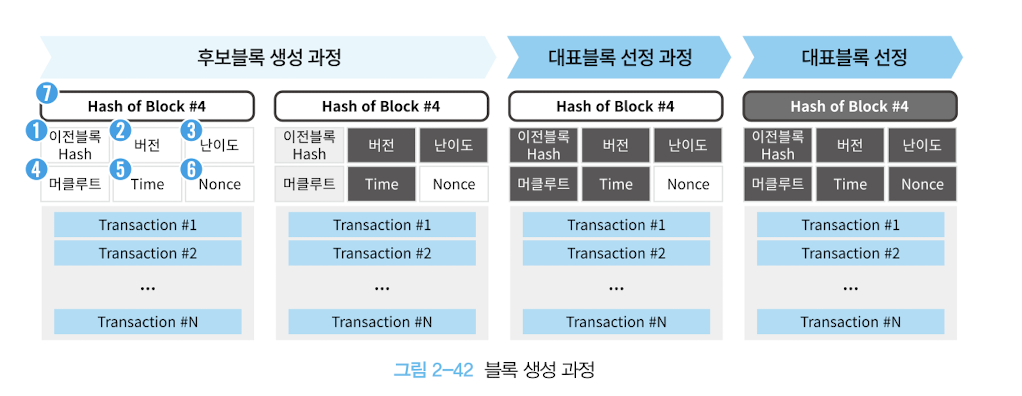 후보블록 생성 과정
대표블록 선정 과정
대표블록 선정
7
Hash of Block #4
1
이전블록
Hash
2
버전
3
난이도
4
머클루트
5
Time
6
Nonce
Transaction #1
Transaction #2
...
Transaction #N
Hash of Block #4
이전블록
Hash
버전
난이도
머클루트
Time
Nonce
Transaction #1
Transaction #2
...
Transaction #N
Hash of Block #4
이전블록
Hash
버전
난이도
머클루트
Time
Nonce
Transaction #1
Transaction #2
...
Transaction #N
Hash of Block #4
이전블록
Hash
버전
난이도
머클루트
Time
Nonce
Transaction #1
Transaction #2
...
Transaction #N
그림 2-42 블록 생성 과정